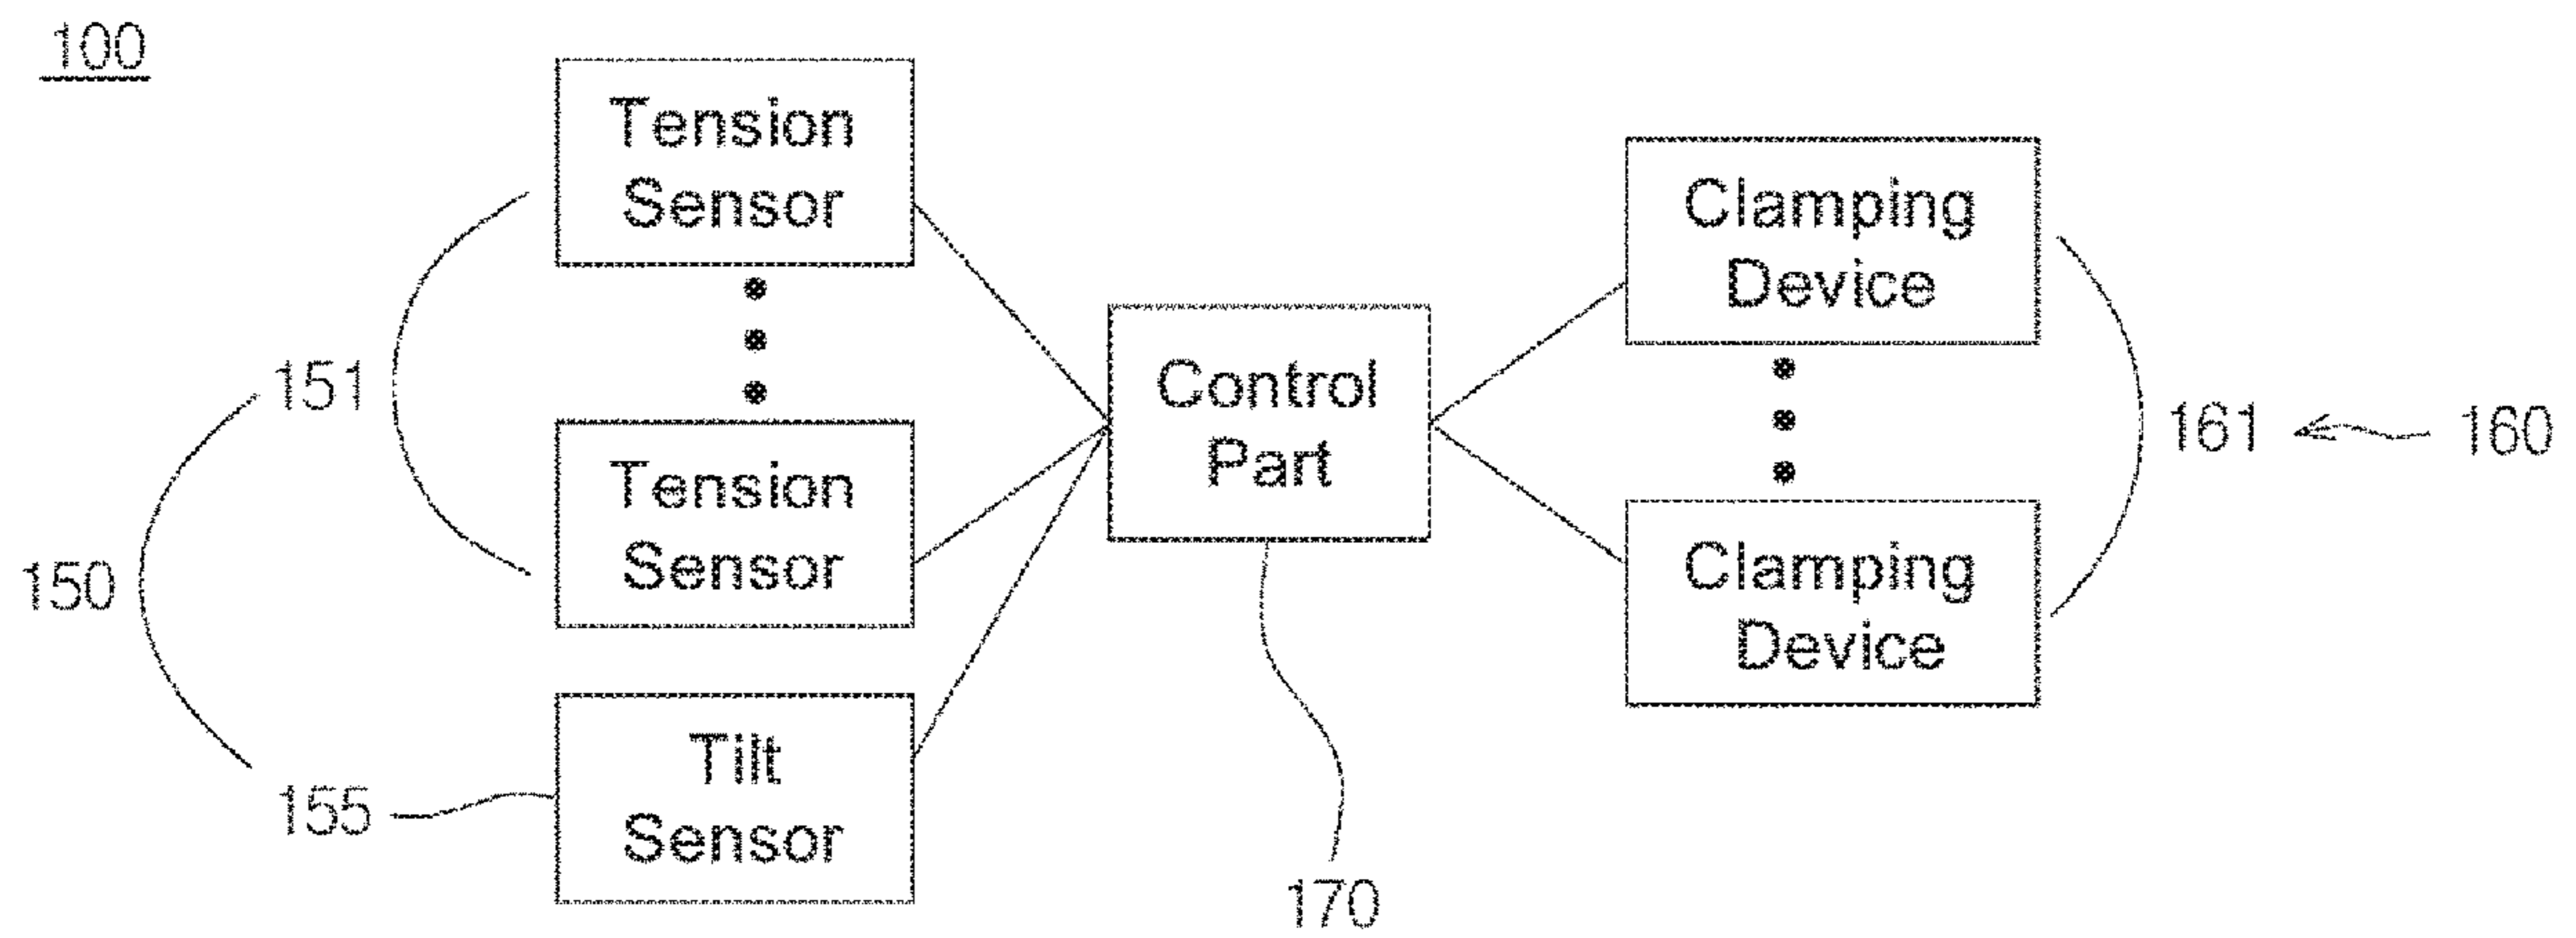 100
Tension
Sensor
Clamping
Device
151
Control
Part
161
160
Tension
Sensor
150
Clamping
Device
Tilt
Sensor
155
170